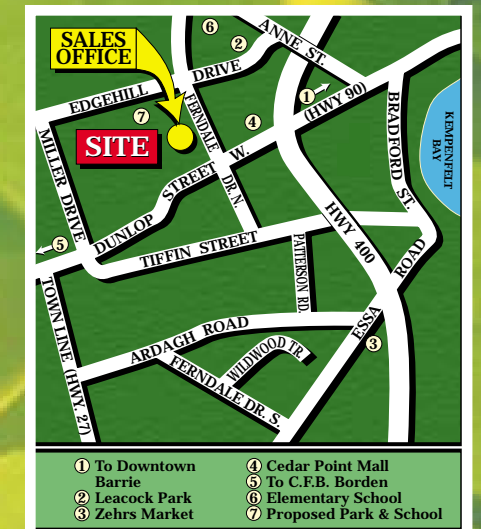 SALES
OFFICE
6
2
ANNE ST.
EDGEHILL DRIVE
7
FERNDALE DR. N.
4
1
(HWY 90)
BRADFORD ST.
KEMPENFELT
BAY
SITE
MILLER DRIVE
DUNLOP STREET W.
5
TIFFIN STREET
HWY 400
PATTERSON RD.
ESSA ROAD
TOWN LINE (HWY. 27)
ARDAGH ROAD
WILDWOOD TR.
FERNDALE DR. S.
3
1 To Downtown
Barrie
2 Leacock Park
3 Zehrs Market
4 Cedar Point Mall
5 To C.F.B. Borden
6 Elementary School
7 Proposed Park & School